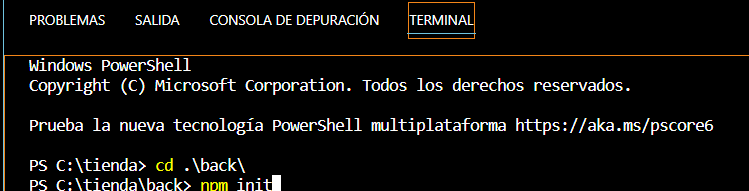 PROBLEMAS SALIDA CONSOLA DE DEPURACIÓN TERMINAL
Windows PowerShell
Copyright (C) Microsoft Corporation. Todos los derechos reservados.
Prueba la nueva tecnología PowerShell multiplataforma https://aka.ms/pscore6
PS C:\tienda> cd .\back\
PS C:\tienda\back> npm init